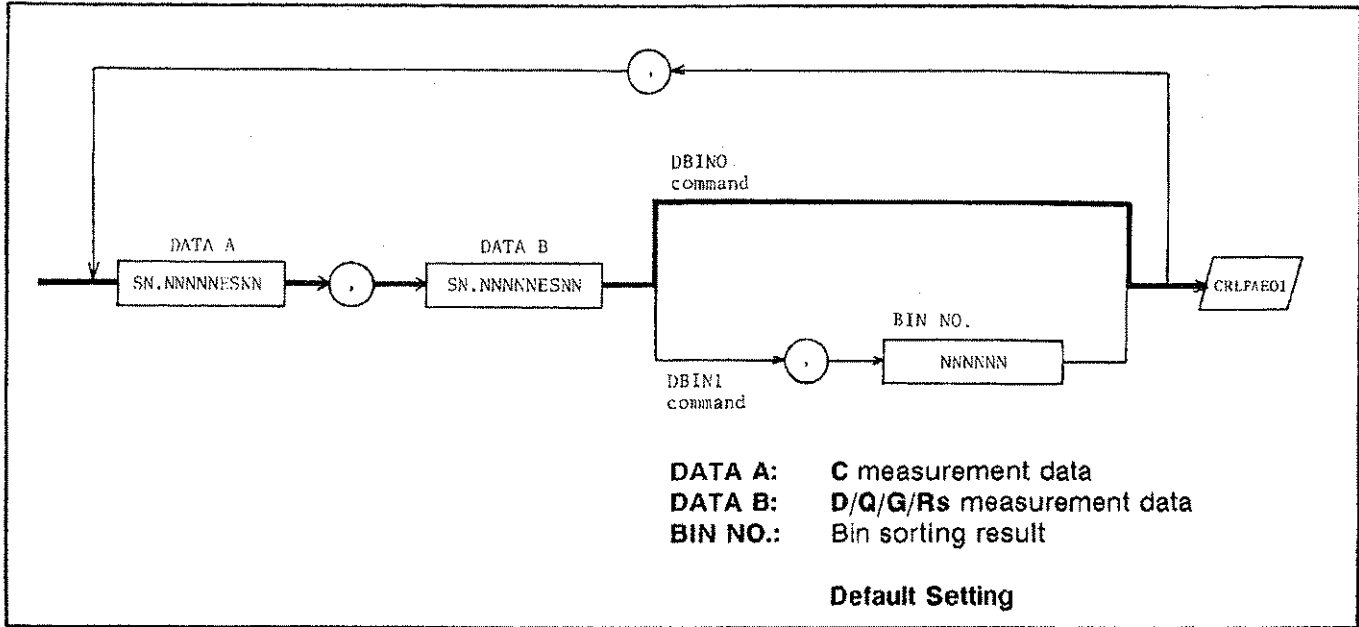 ,
DBIN0
command
DATA A
DATA B
SN.NNNNNESNN
,
SN.NNNNNESNN
CRLFAEOI
BIN NO.
,
NNNNNN
DBIN1
command
DATA A: C measurement data
DATA B: D/Q/G/Rs measurement data
BIN NO.: Bin sorting result
Default Setting